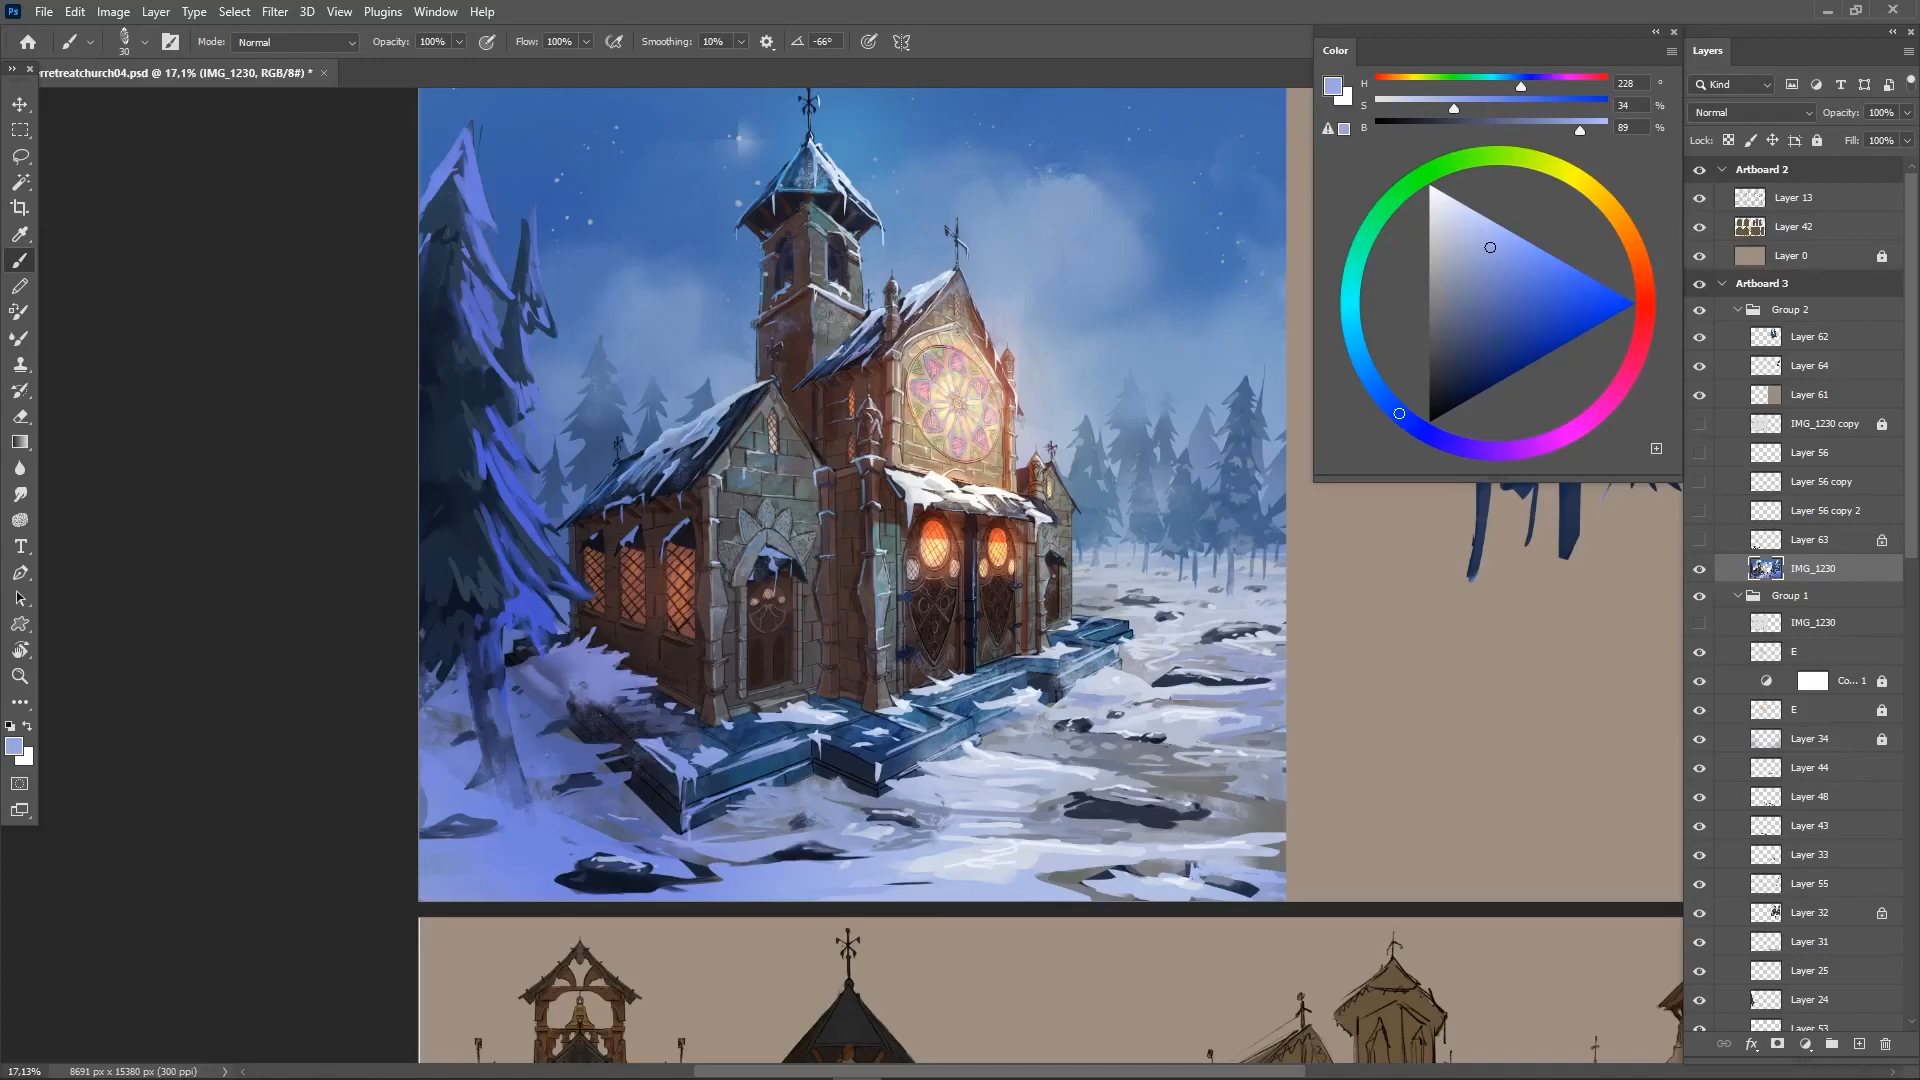 Ps File Edit Image Layer Type Select Filter 3D View Plugins Window Help
30 Mode: Normal Opacity: 100% Flow: 100% Smoothing: 10% -66°
erretreatchurch04.psd @ 17,1% (IMG_1230, RGB/8#) *
Color
H 228 °
S 34 %
B 89 %
Layers
Kind
Normal Opacity: 100%
Lock: Fill: 100%
Artboard 2
Layer 13
Layer 42
Layer 0
Artboard 3
Group 2
Layer 62
Layer 64
Layer 61
IMG_1230 copy
Layer 56
Layer 56 copy
Layer 56 copy 2
Layer 63
IMG_1230
Group 1
IMG_1230
E
Co... 1
E
Layer 34
Layer 44
Layer 48
Layer 43
Layer 33
Layer 55
Layer 32
Layer 31
Layer 25
Layer 24
Layer 53
fx
17,13% 8691 px x 15380 px (300 ppi)